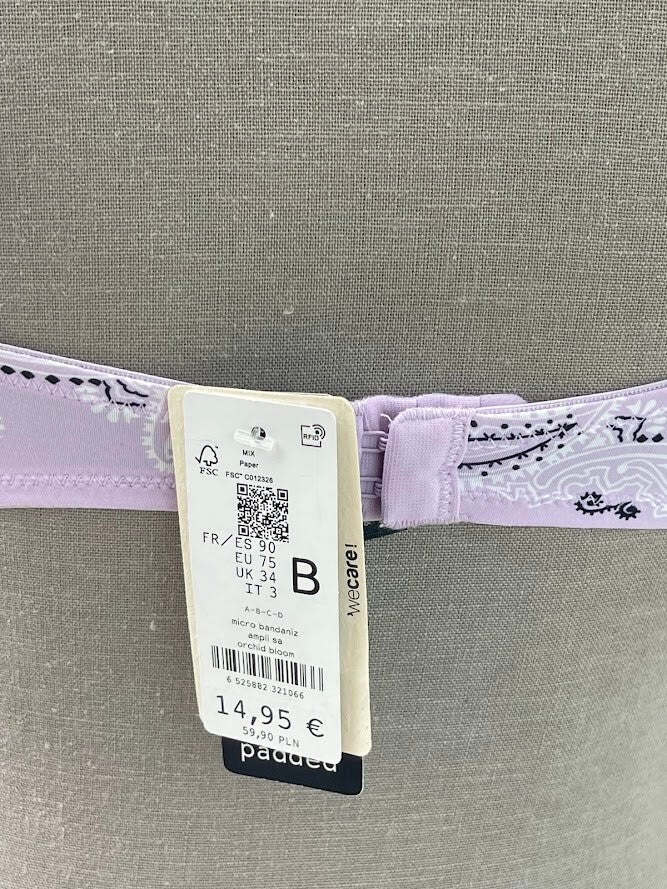 MIX
Paper
FSC
FSC® C012326
RFID
FR/ES 90
EU 75
UK 34
IT 3
B
A-B-C-D
micro bandaniz
ampli sa
orchid bloom
6 525882 321066
14,95 €
59,90 PLN
wecare!
padded